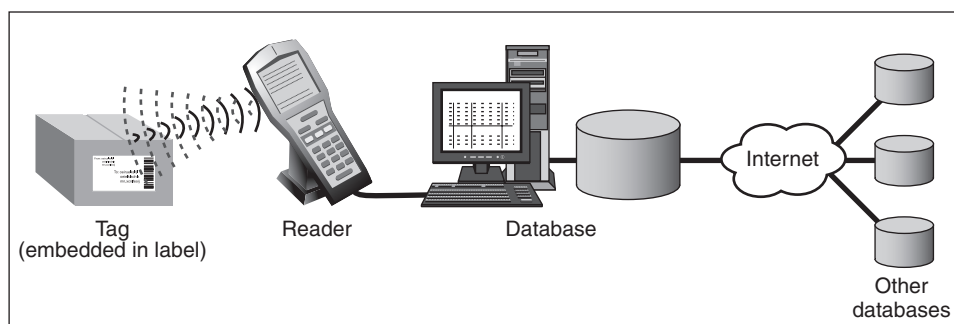 Internet
Tag
(embedded in label)
Reader
Database
Other
databases